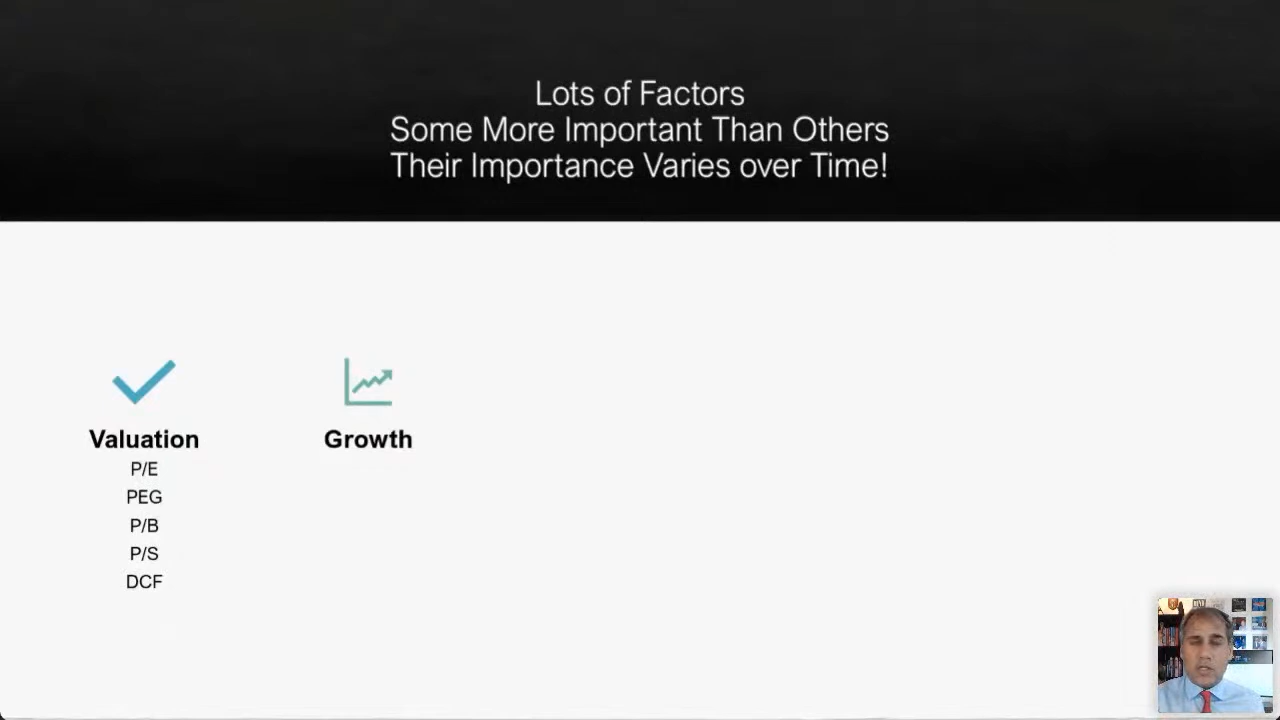 Lots of Factors
Some More Important Than Others
Their Importance Varies over Time!
Valuation
P/E
PEG
P/B
P/S
DCF
Growth